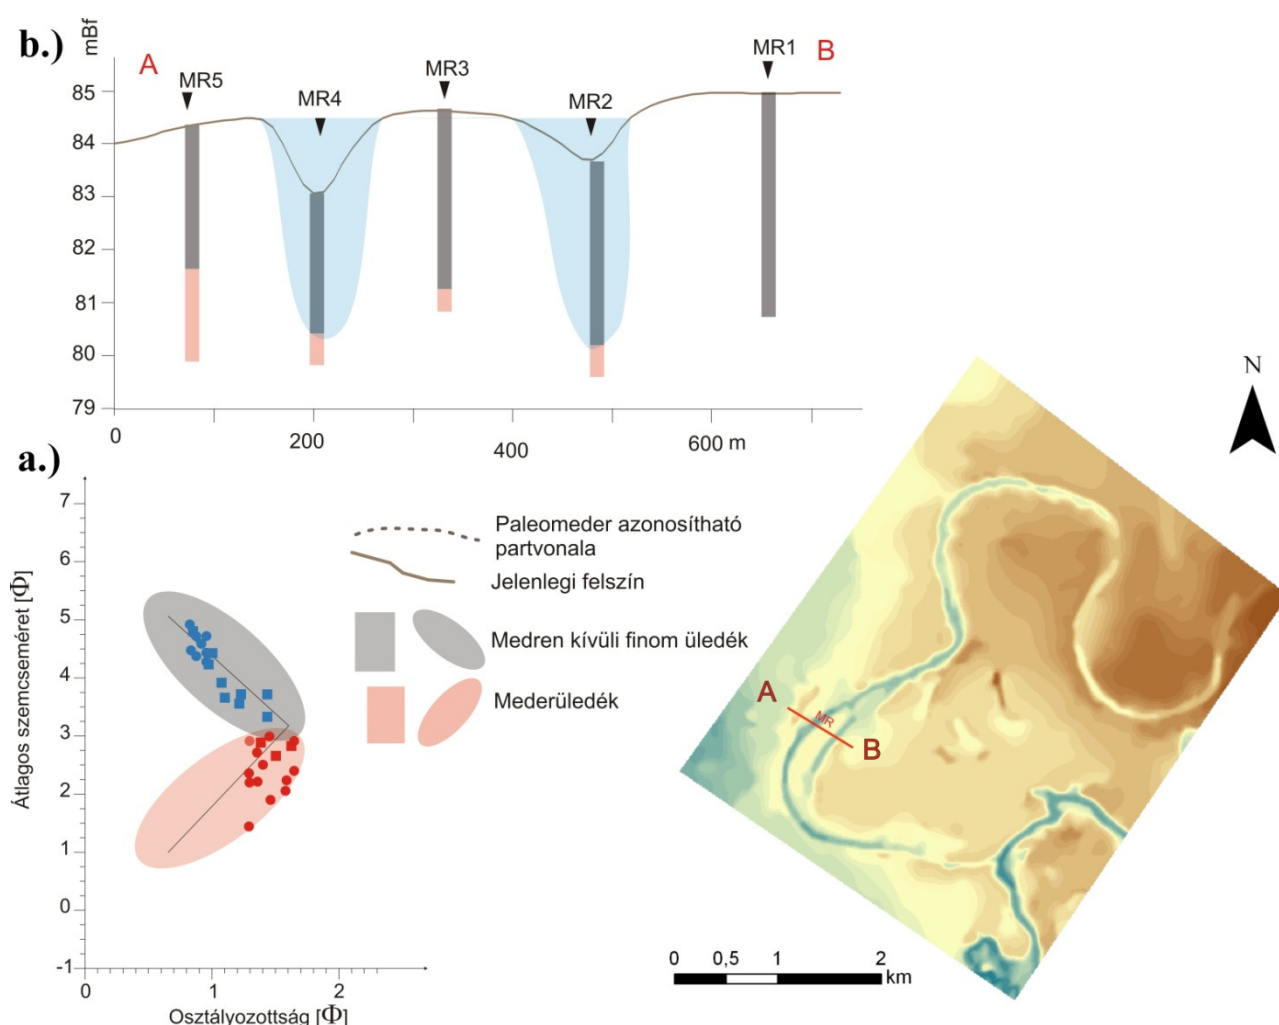 b.)
mBf
A
B
MR5
MR4
MR3
MR2
MR1
85
84
83
82
81
80
79
0
200
400
600 m
a.)
7
6
5
4
3
2
1
0
-1
0
1
2
Átlagos szemcseméret [Φ]
Osztályozottság [Φ]
Paleomeder azonosítható
partvonala
Jelenlegi felszín
Medren kívüli finom üledék
Mederüledék
N
A
MR
B
0
0,5
1
2
km